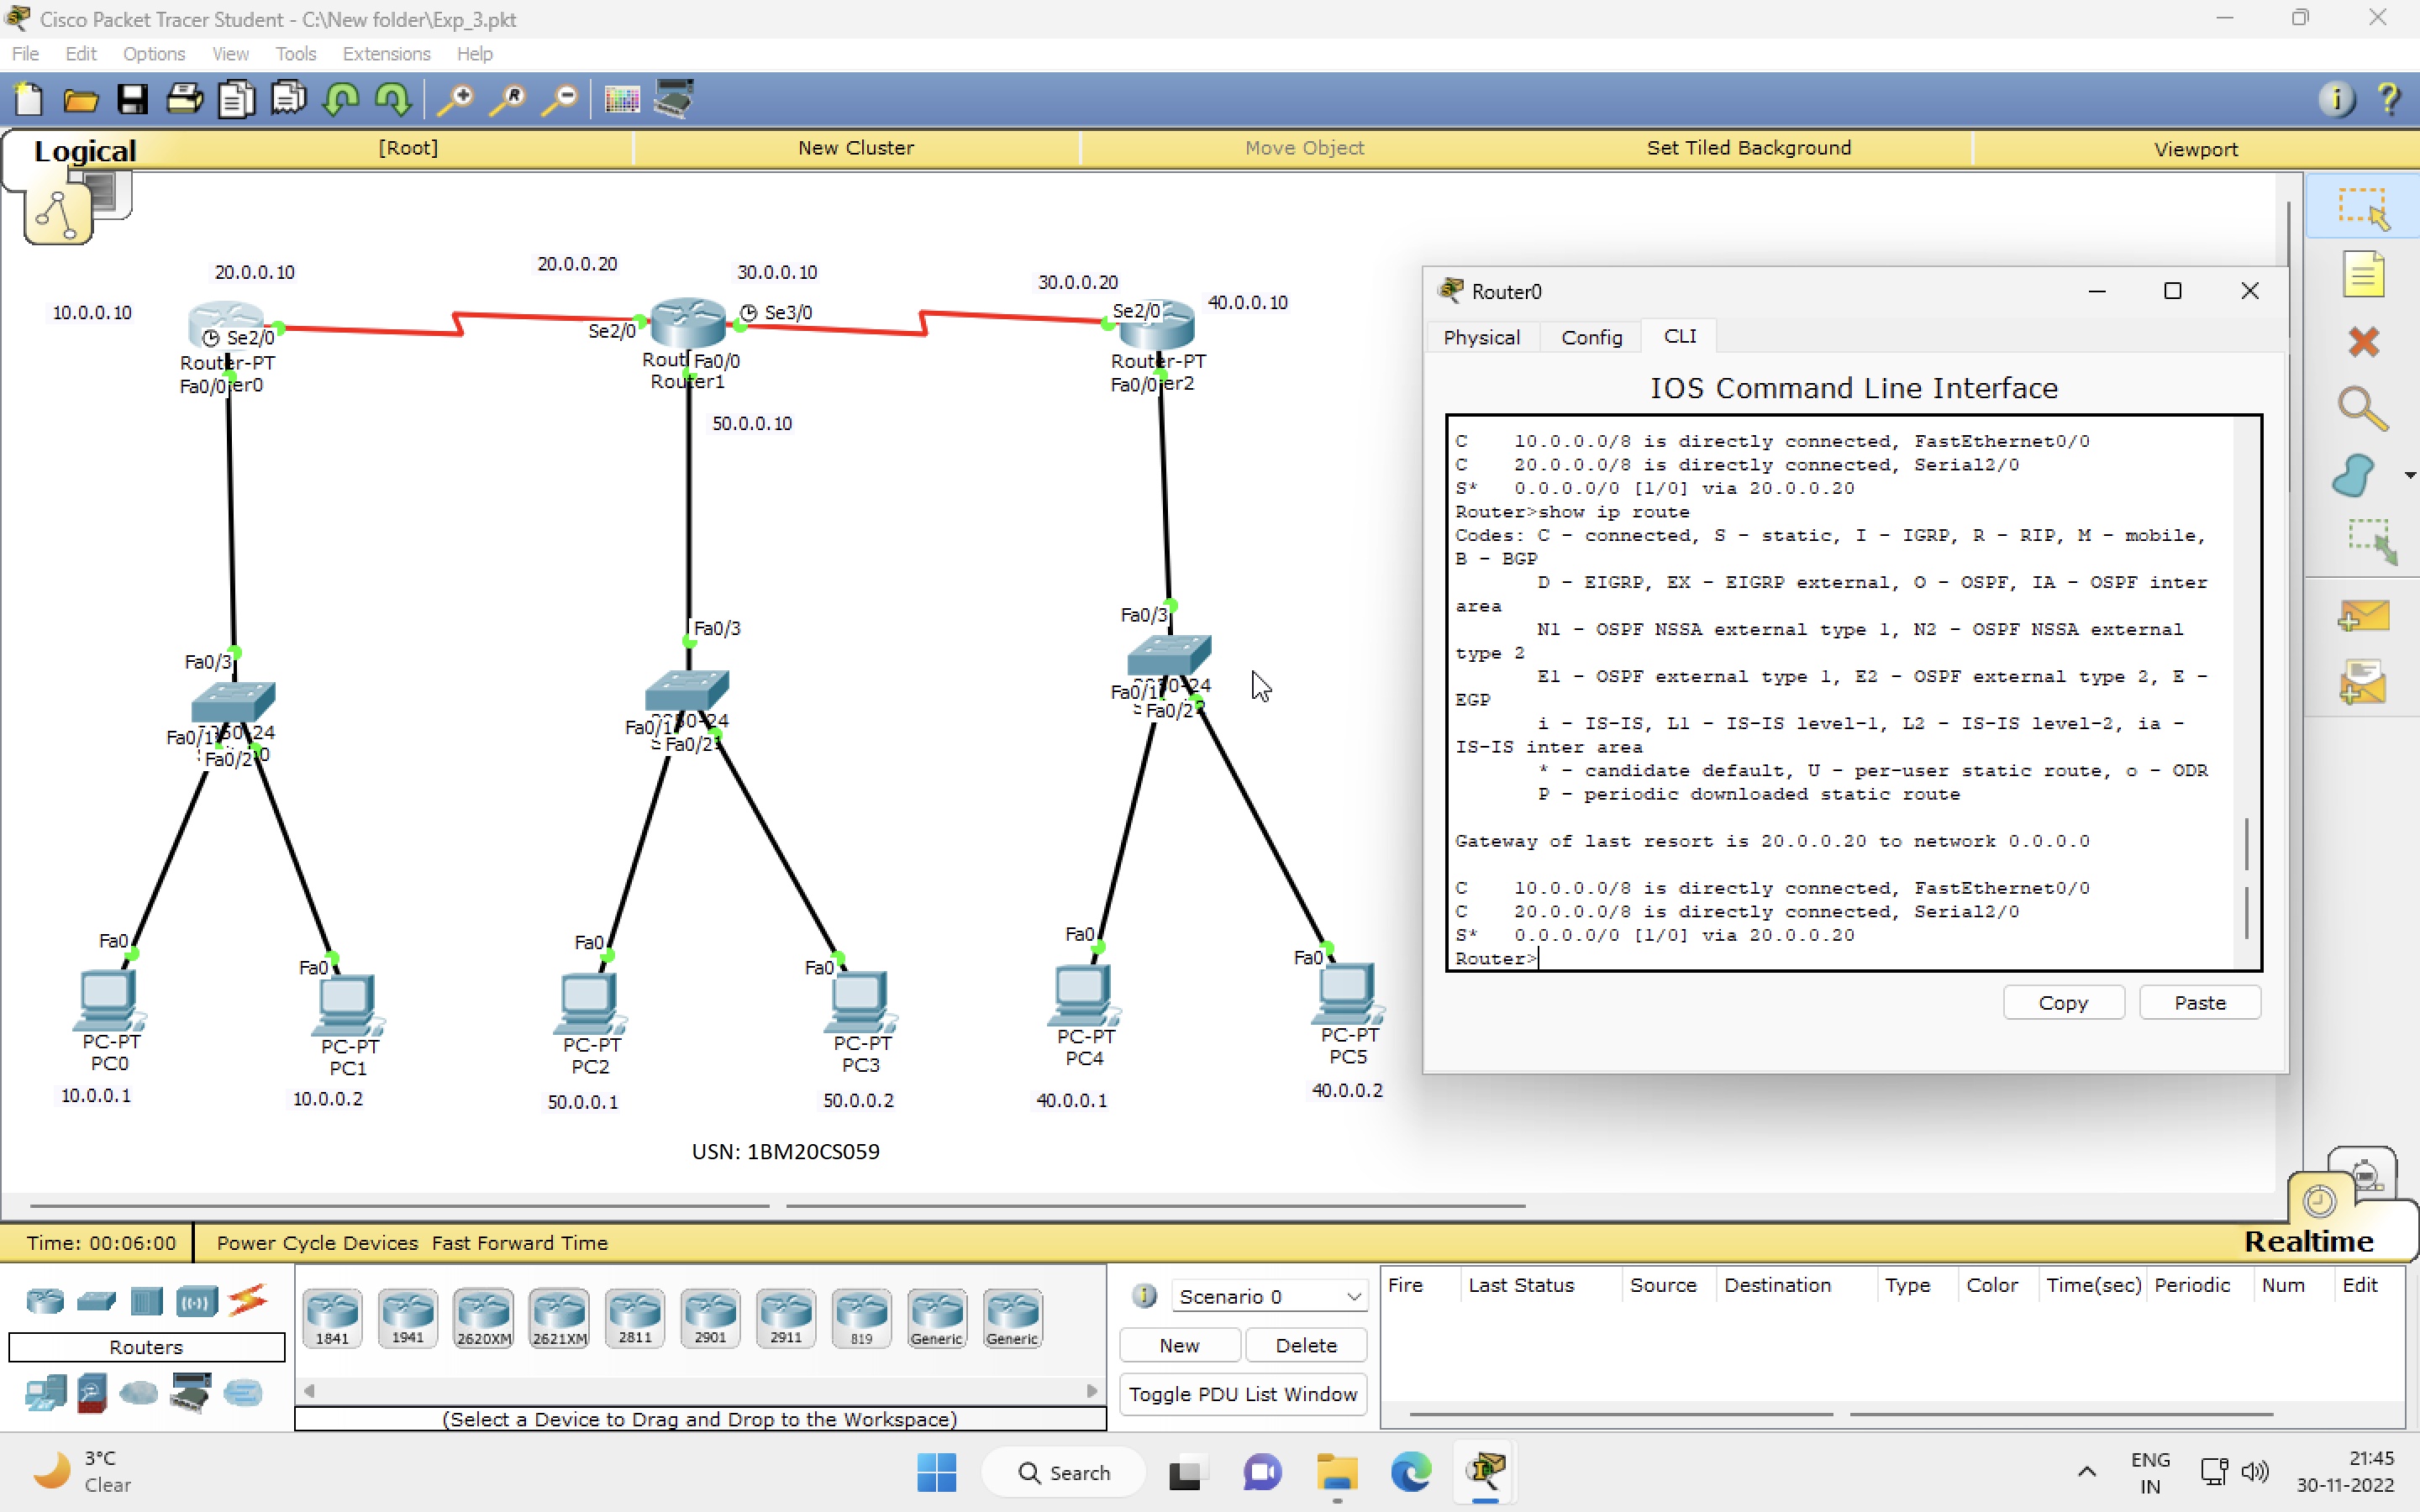 Cisco Packet Tracer Student - C:\New folder\Exp_3.pkt
File Edit Options View Tools Extensions Help
Logical [Root] New Cluster Move Object Set Tiled Background Viewport
20.0.0.10
20.0.0.20
30.0.0.10
30.0.0.20
40.0.0.10
10.0.0.10
Se2/0
Router-PT
Fa0/0
Se2/0
Se3/0
Fa0/0
Router1
50.0.0.10
Se2/0
Router-PT
Fa0/0
Fa0/3
Fa0/1
Fa0/2
Fa0/3
Fa0/1
Fa0/2
Fa0/3
Fa0/1
Fa0/2
Fa0
PC-PT
PC0
10.0.0.1
Fa0
PC-PT
PC1
10.0.0.2
Fa0
PC-PT
PC2
50.0.0.1
Fa0
PC-PT
PC3
50.0.0.2
Fa0
PC-PT
PC4
40.0.0.1
Fa0
PC-PT
PC5
40.0.0.2
USN: 1BM20CS059
Router0
Physical Config CLI
IOS Command Line Interface
C 10.0.0.0/8 is directly connected, FastEthernet0/0
C 20.0.0.0/8 is directly connected, Serial2/0
S* 0.0.0.0/0 [1/0] via 20.0.0.20
Router>show ip route
Codes: C - connected, S - static, I - IGRP, R - RIP, M - mobile,
B - BGP
D - EIGRP, EX - EIGRP external, O - OSPF, IA - OSPF inter
area
N1 - OSPF NSSA external type 1, N2 - OSPF NSSA external
type 2
E1 - OSPF external type 1, E2 - OSPF external type 2, E -
EGP
i - IS-IS, L1 - IS-IS level-1, L2 - IS-IS level-2, ia -
IS-IS inter area
* - candidate default, U - per-user static route, o - ODR
P - periodic downloaded static route
Gateway of last resort is 20.0.0.20 to network 0.0.0.0
C 10.0.0.0/8 is directly connected, FastEthernet0/0
C 20.0.0.0/8 is directly connected, Serial2/0
S* 0.0.0.0/0 [1/0] via 20.0.0.20
Router>
Copy Paste
Time: 00:06:00 Power Cycle Devices Fast Forward Time Realtime
Routers
1841 1941 2620XM 2621XM 2811 2901 2911 819 Generic Generic
(Select a Device to Drag and Drop to the Workspace)
Scenario 0
New Delete
Toggle PDU List Window
Fire Last Status Source Destination Type Color Time(sec) Periodic Num Edit
3°C
Clear
Search
ENG
IN
21:45
30-11-2022